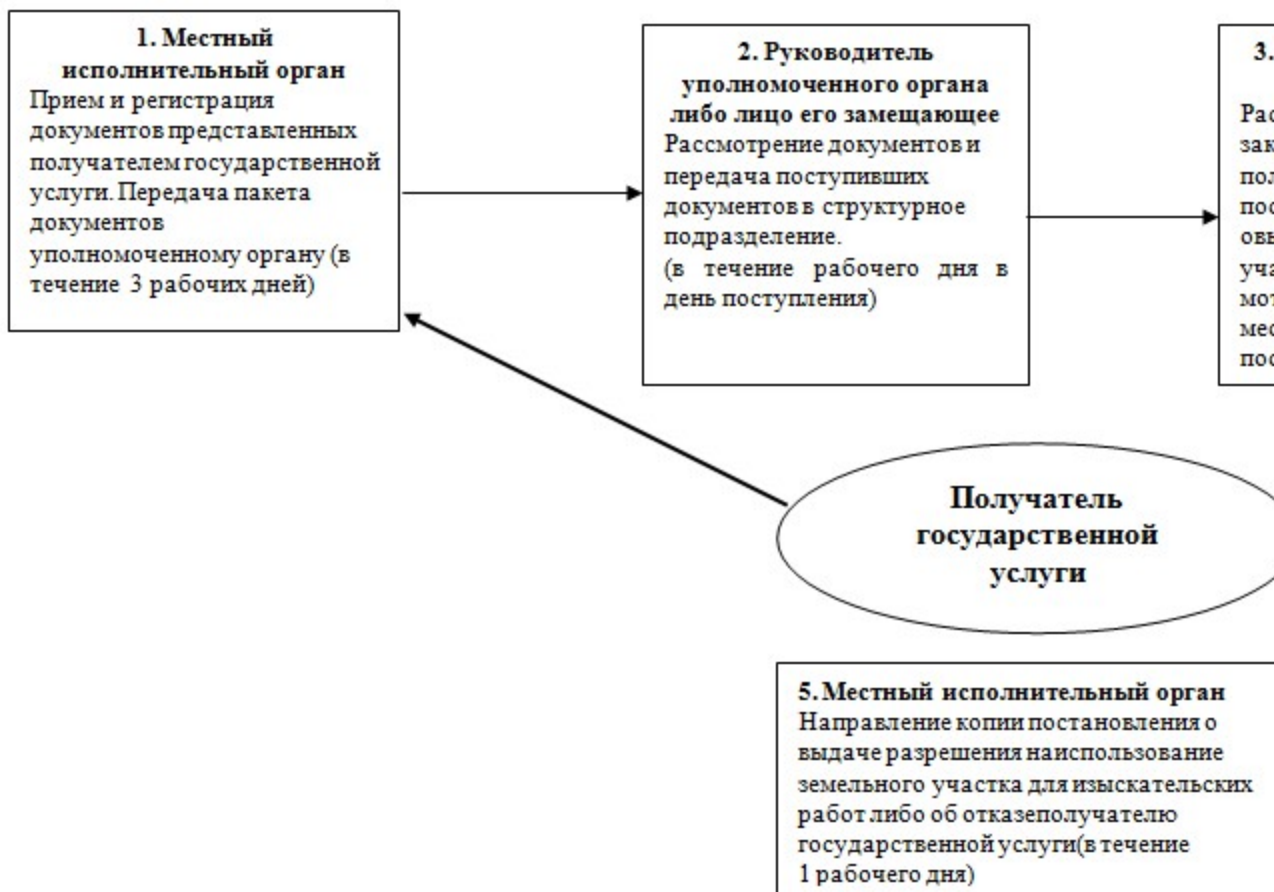 1. Местный
исполнительный орган
Прием и регистрация
документов представленных
получателем государственной
услуги. Передача пакета
документов
уполномоченному органу (в
течение 3 рабочих дней)
2. Руководитель
уполномоченного органа
либо лицо его замещающее
Рассмотрение документов и
передача поступивших
документов в структурное
подразделение.
(в течение рабочего дня в
день поступления)
3.
Получатель
государственной
услуги
5. Местный исполнительный орган
Направление копии постановления о
выдаче разрешения наиспользование
земельного участка для изыскательских
работ либо об отказеполучателю
государственной услуги(в течение
1 рабочего дня)